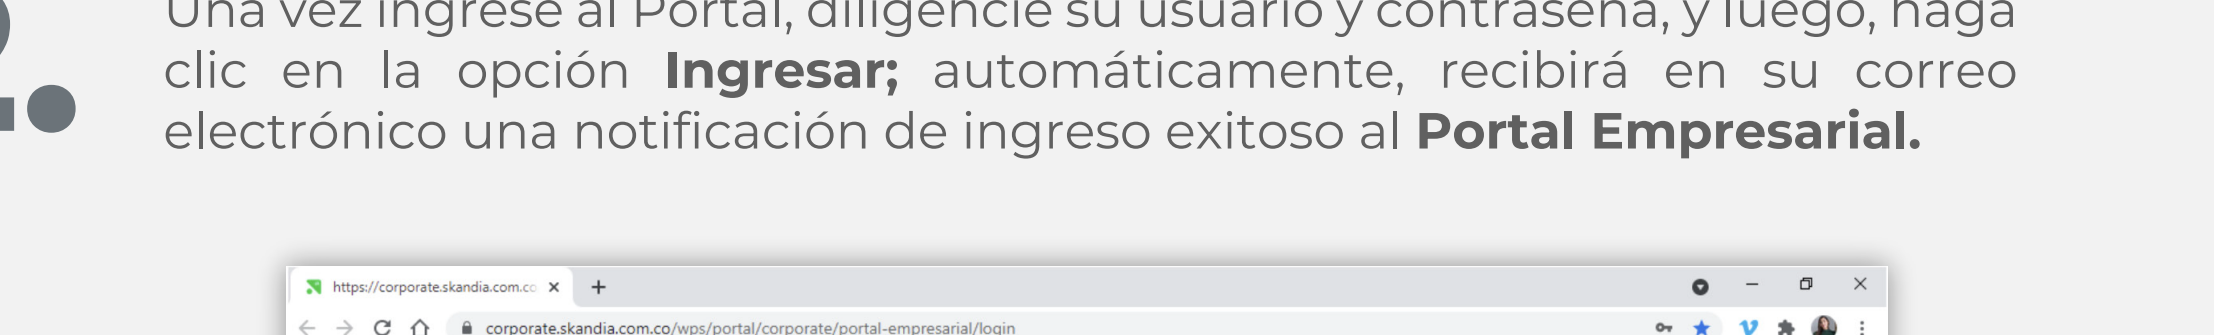 2.
Una vez ingrese al Portal, diligencie su usuario y contraseña, y luego, haga
clic en la opción Ingresar; automáticamente, recibirá en su correo
electrónico una notificación de ingreso exitoso al Portal Empresarial.
https://corporate.skandia.com.co
corporate.skandia.com.co/wps/portal/corporate/portal-empresarial/login